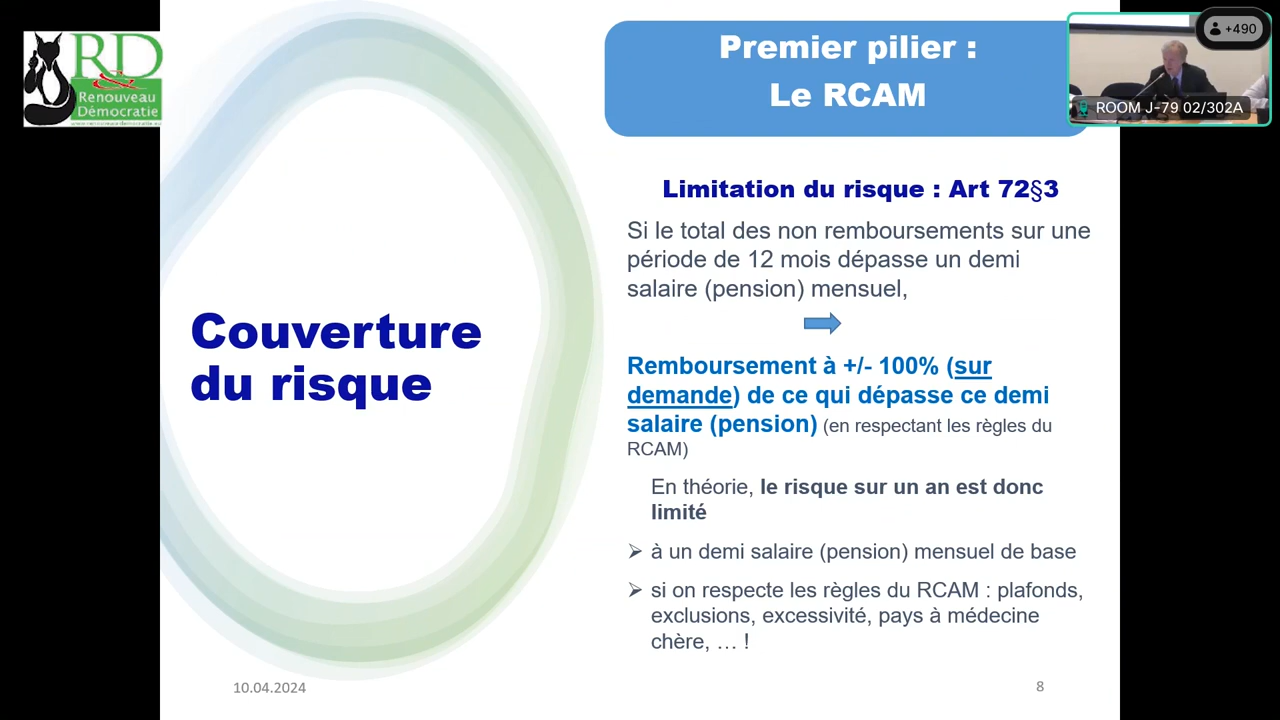 RD
&
Renouveau
Démocratie
Premier pilier :
Le RCAM
+490
ROOM J-79 02/302A
Limitation du risque : Art 72§3
Si le total des non remboursements sur une
période de 12 mois dépasse un demi
salaire (pension) mensuel,
Couverture
du risque
Remboursement à +/- 100% (sur
demande) de ce qui dépasse ce demi
salaire (pension) (en respectant les règles du
RCAM)
En théorie, le risque sur un an est donc
limité
➢ à un demi salaire (pension) mensuel de base
➢ si on respecte les règles du RCAM : plafonds,
exclusions, excessivité, pays à médecine
chère, … !
10.04.2024
8